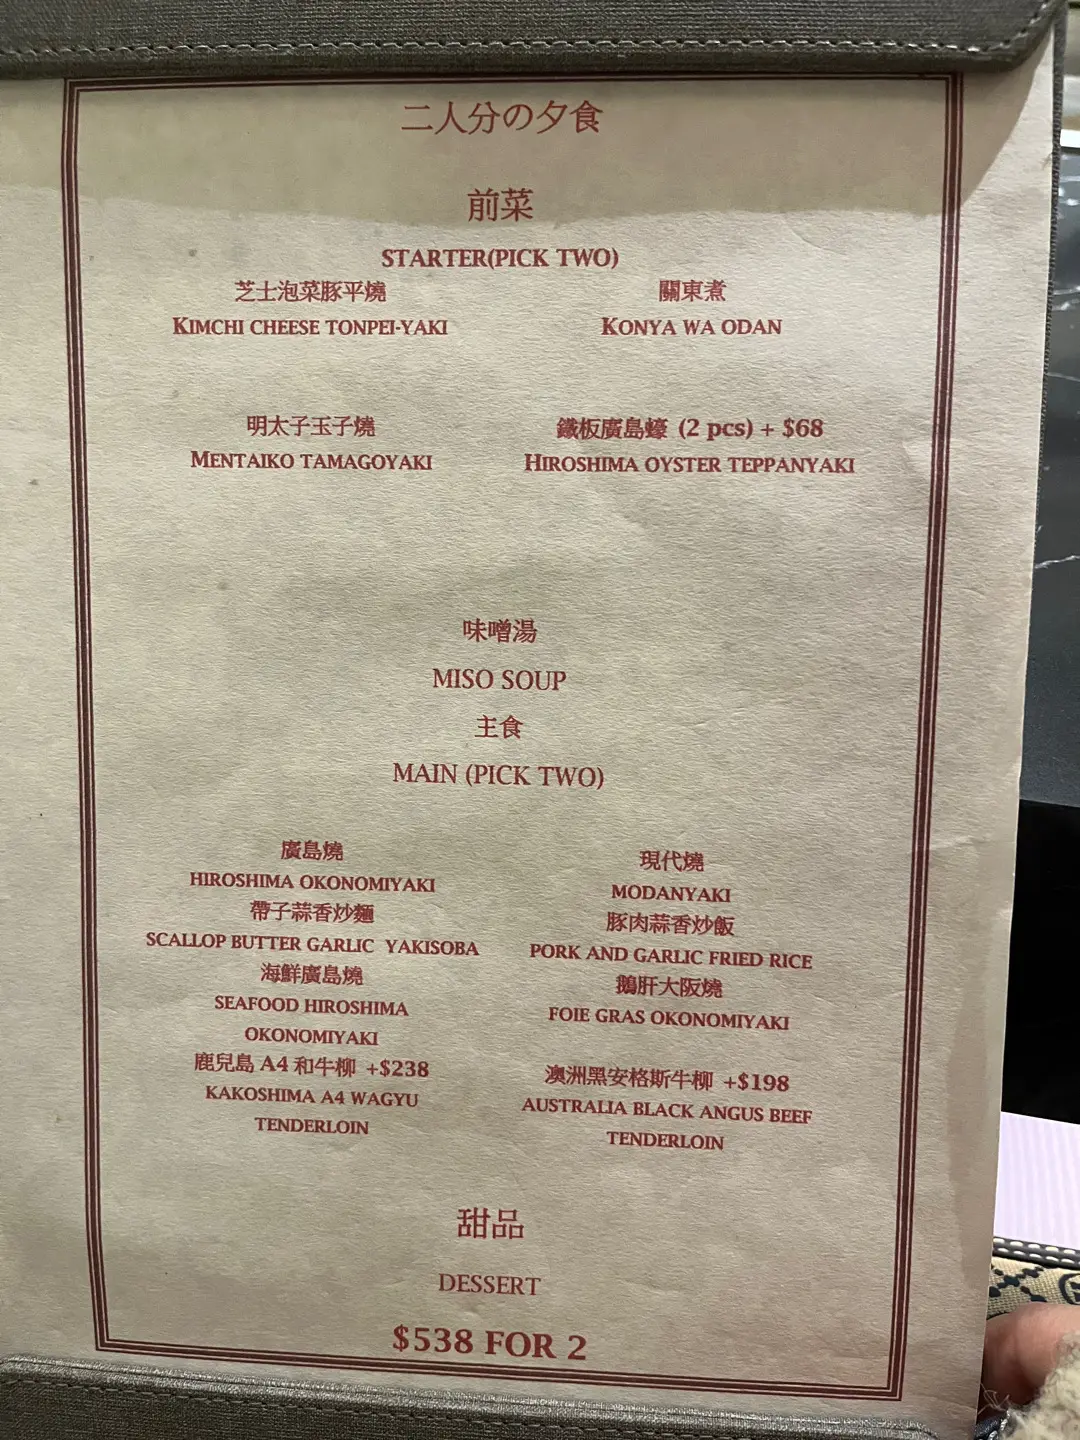 二人分の夕食
前菜
STARTER(PICK TWO)
芝士泡菜豚平燒
KIMCHI CHEESE TONPEI-YAKI
關東煮
KONYA WA ODAN
明太子玉子燒
MENTAIKO TAMAGOYAKI
鐵板廣島蠔 (2 pcs) + $68
HIROSHIMA OYSTER TEPPANYAKI
味噌湯
MISO SOUP
主食
MAIN (PICK TWO)
廣島燒
HIROSHIMA OKONOMIYAKI
現代燒
MODANYAKI
帶子蒜香炒麵
SCALLOP BUTTER GARLIC YAKISOBA
豚肉蒜香炒飯
PORK AND GARLIC FRIED RICE
海鮮廣島燒
SEAFOOD HIROSHIMA
OKONOMIYAKI
鵝肝大阪燒
FOIE GRAS OKONOMIYAKI
鹿兒島 A4 和牛柳 +$238
KAKOSHIMA A4 WAGYU
TENDERLOIN
澳洲黑安格斯牛柳 +$198
AUSTRALIA BLACK ANGUS BEEF
TENDERLOIN
甜品
DESSERT
$538 FOR 2